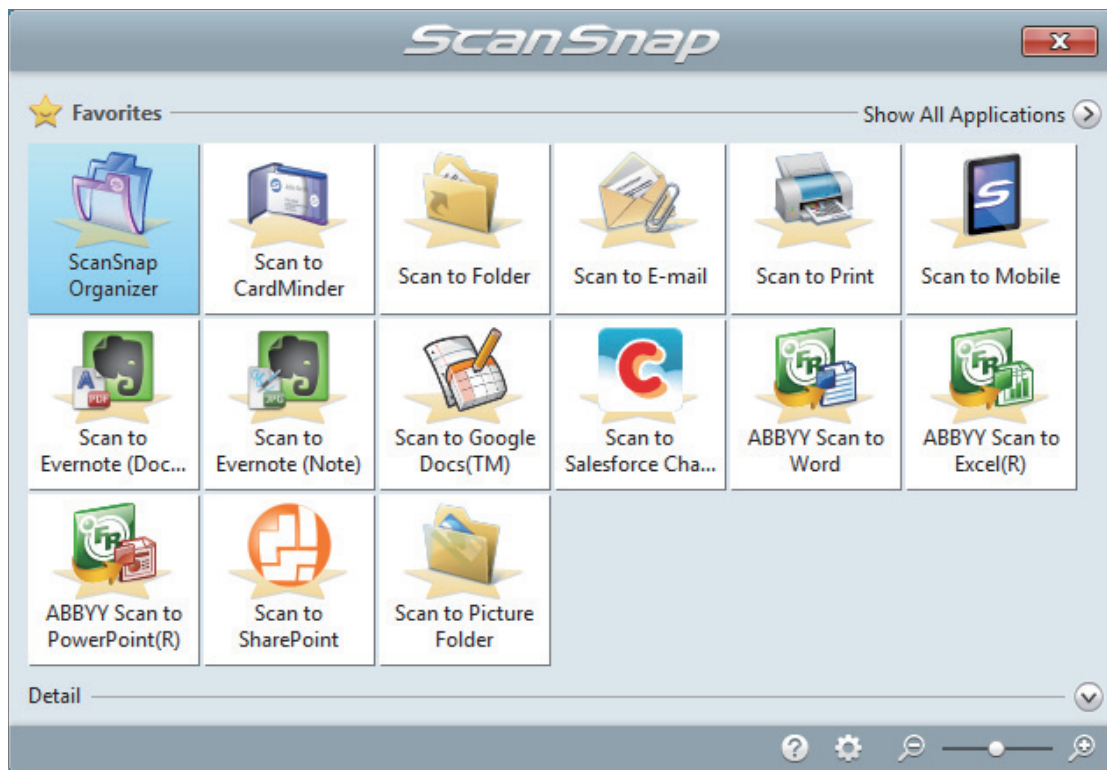 ScanSnap
Favorites
Show All Applications
ScanSnap
Organizer
Scan to
CardMinder
Scan to Folder
Scan to E-mail
Scan to Print
Scan to Mobile
Scan to
Evernote (Doc...
Scan to
Evernote (Note)
Scan to Google
Docs(TM)
Scan to
Salesforce Cha...
ABBYY Scan to
Word
ABBYY Scan to
Excel(R)
ABBYY Scan to
PowerPoint(R)
Scan to
SharePoint
Scan to Picture
Folder
Detail